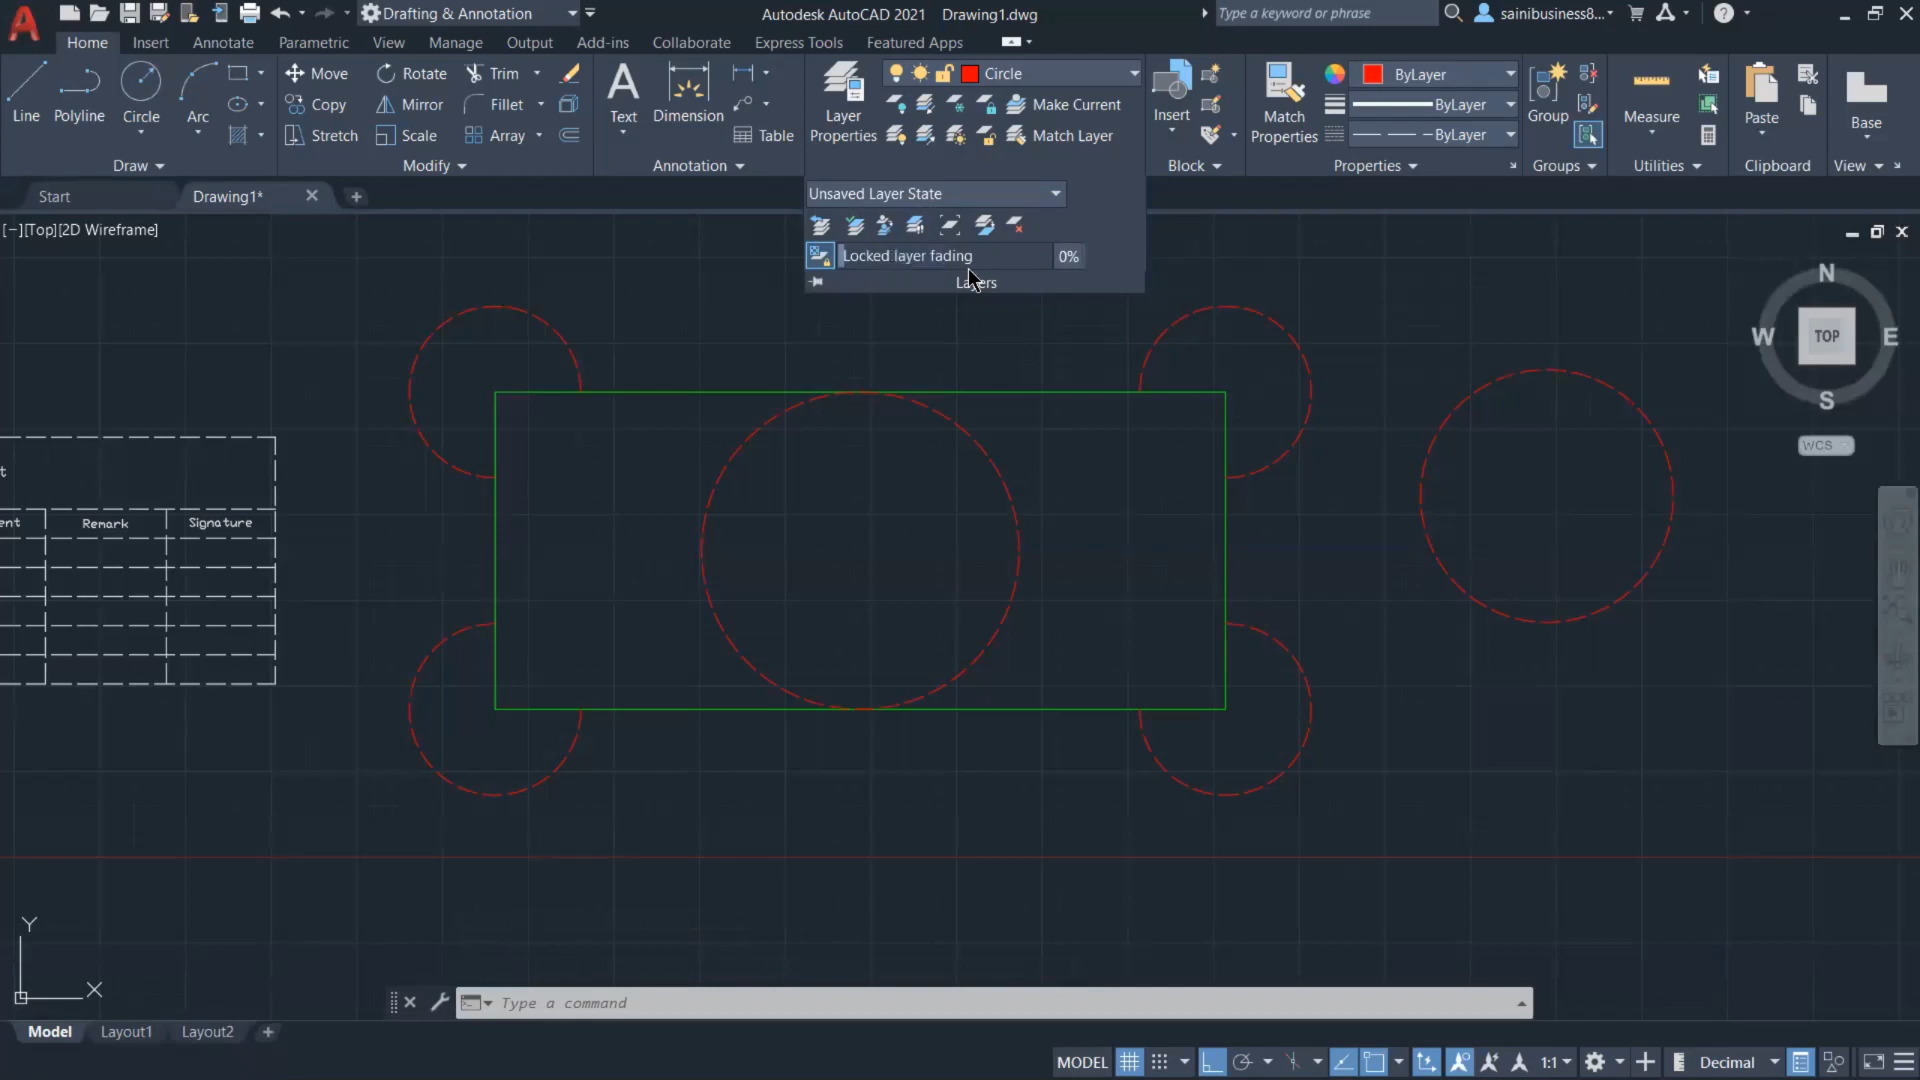 Drafting & Annotation
Autodesk AutoCAD 2021 Drawing1.dwg
Type a keyword or phrase
sainibusiness8...
Home Insert Annotate Parametric View Manage Output Add-ins Collaborate Express Tools Featured Apps
Line
Polyline
Circle
Arc
Draw
Move Rotate Trim
Copy Mirror Fillet
Stretch Scale Array
Modify
Text
Dimension
Table
Annotation
Layer
Properties
Circle
Make Current
Match Layer
Insert
Block
Match
Properties
ByLayer
ByLayer
ByLayer
Properties
Group
Groups
Measure
Utilities
Paste
Clipboard
Base
View
Start
Drawing1*
Unsaved Layer State
Locked layer fading 0%
Layers
[−][Top][2D Wireframe]
N
W TOP E
S
WCS
t
ent Remark Signature
Y
X
Type a command
Model Layout1 Layout2
MODEL 1:1 Decimal